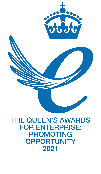 THE QUEEN'S AWARDS
FOR ENTERPRISE:
PROMOTING
OPPORTUNITY
2021